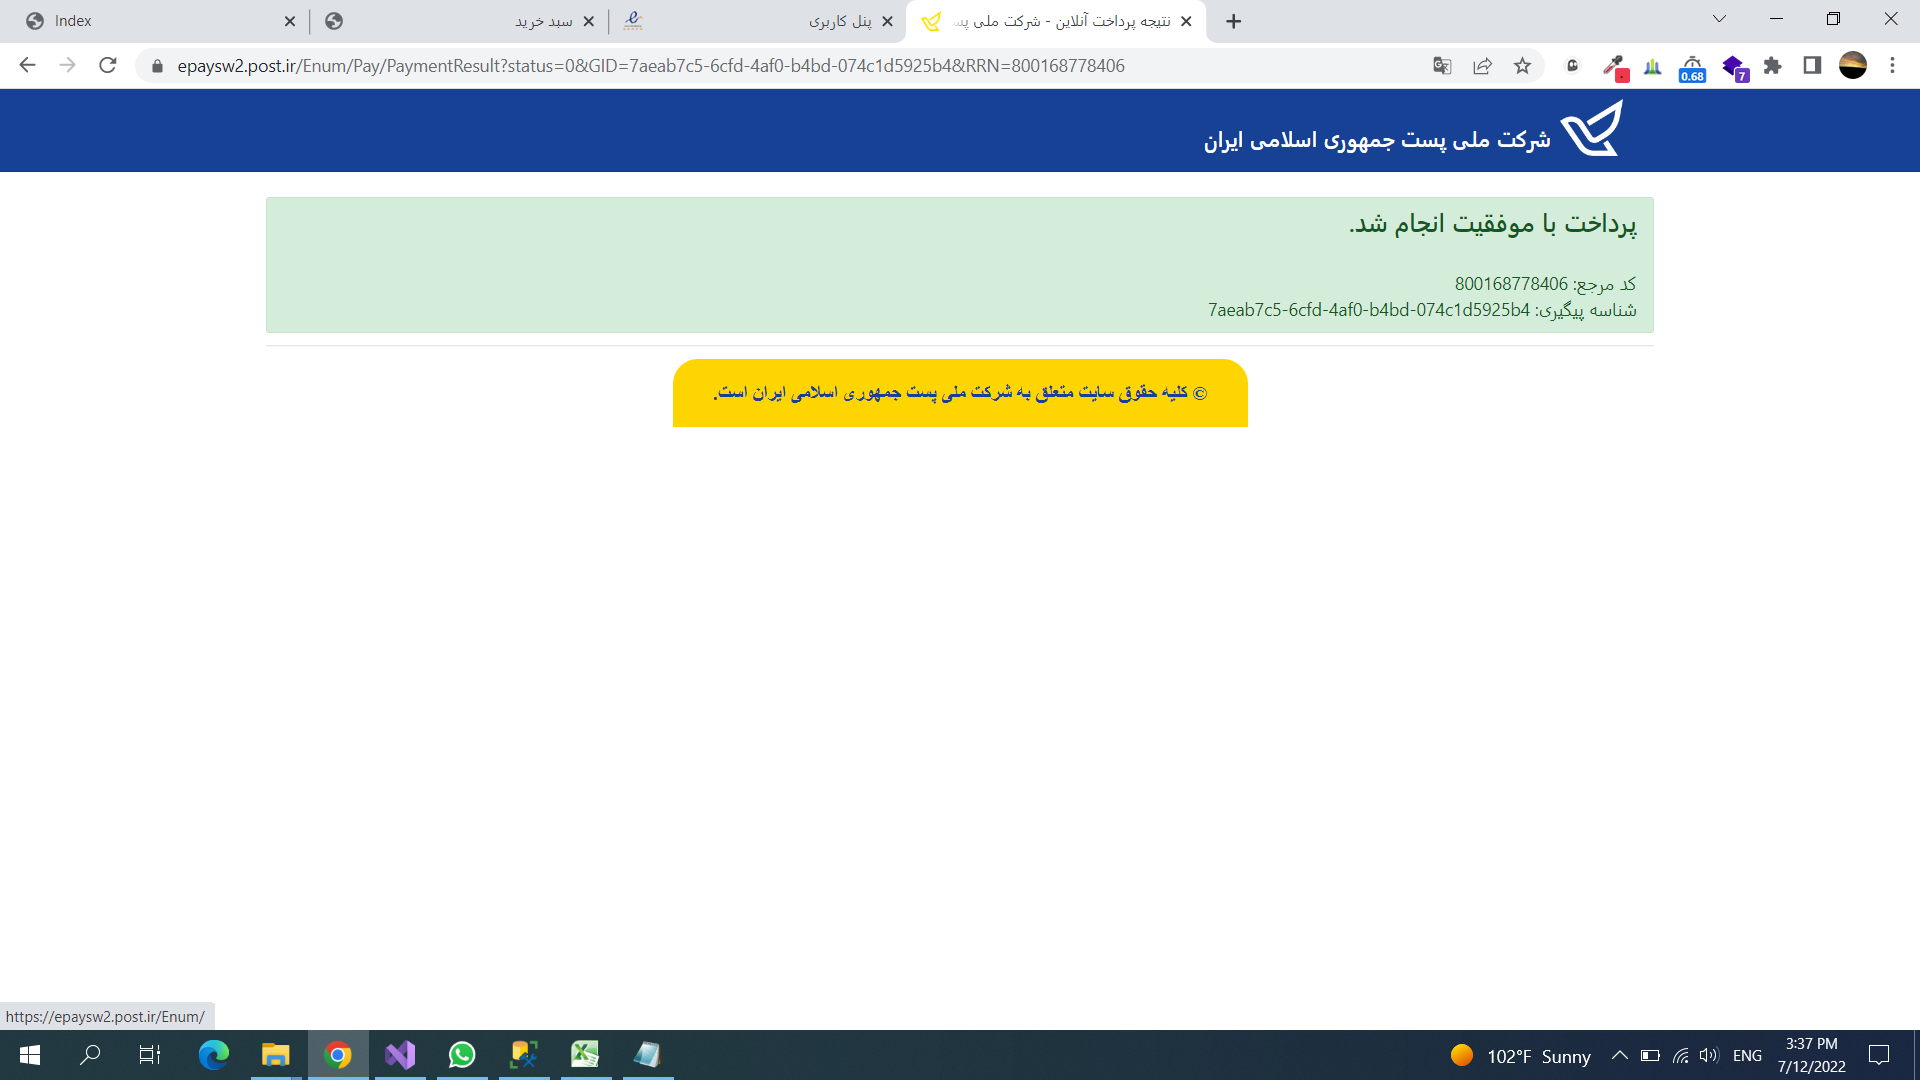 Index
سبد خرید
پنل کاربری
نتیجه پرداخت آنلاین - شرکت ملی پس
epaysw2.post.ir/Enum/Pay/PaymentResult?status=0&GID=7aeab7c5-6cfd-4af0-b4bd-074c1d5925b4&RRN=800168778406
0.68
7
شرکت ملی پست جمهوری اسلامی ایران
پرداخت با موفقیت انجام شد.
کد مرجع: 800168778406
شناسه پیگیری: 7aeab7c5-6cfd-4af0-b4bd-074c1d5925b4
© کلیه حقوق سایت متعلق به شرکت ملی پست جمهوری اسلامی ایران است.
https://epaysw2.post.ir/Enum/
102°F Sunny
ENG
3:37 PM
7/12/2022